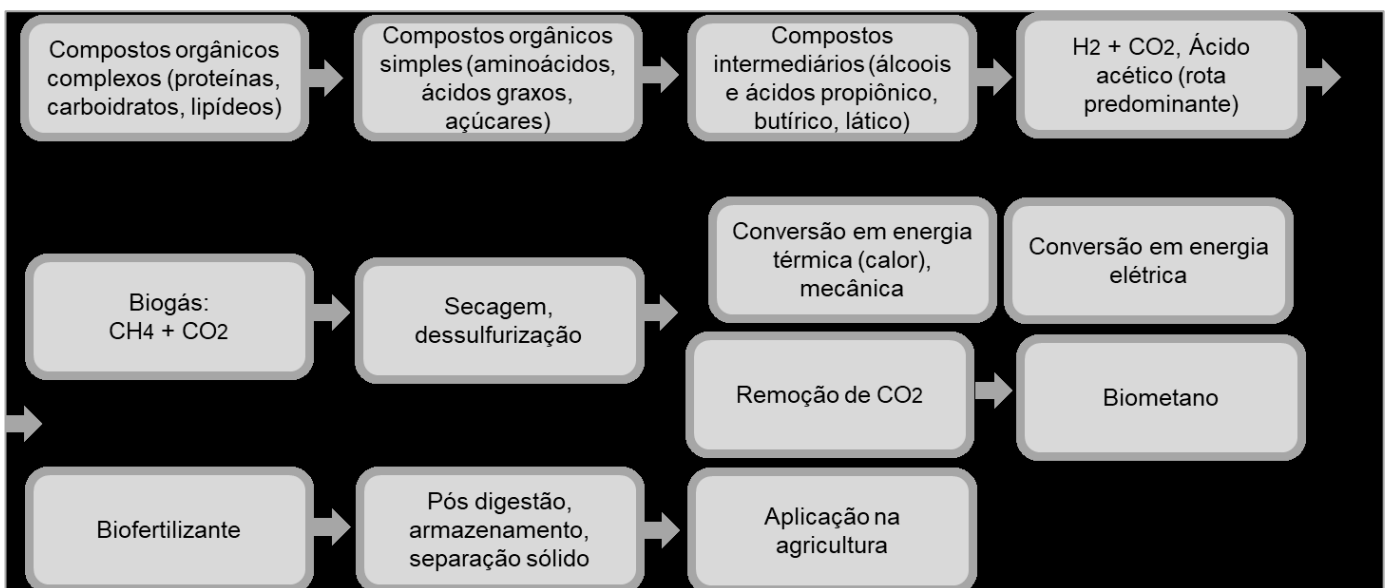 Compostos orgânicos
complexos (proteínas,
carboidratos, lipídeos)
Compostos orgânicos
simples (aminoácidos,
ácidos graxos,
açúcares)
Compostos
intermediários (álcoois
e ácidos propiônico,
butírico, lático)
H2 + CO2, Ácido
acético (rota
predominante)
Biogás:
CH4 + CO2
Secagem,
dessulfurização
Conversão em energia
térmica (calor),
mecânica
Conversão em energia
elétrica
Remoção de CO2
Biometano
Biofertilizante
Pós digestão,
armazenamento,
separação sólido
Aplicação na
agricultura